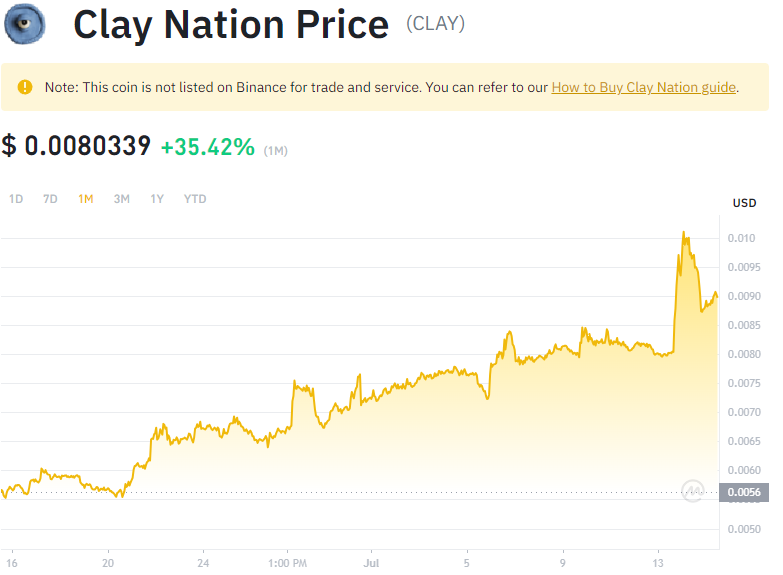 Clay Nation Price (CLAY)
Note: This coin is not listed on Binance for trade and service. You can refer to our How to Buy Clay Nation guide.
$ 0.0080339 +35.42% (1M)
1D 7D 1M 3M 1Y YTD
USD
0.010
0.0095
0.0090
0.0085
0.0080
0.0075
0.0070
0.0065
0.0060
0.0056
0.0050
16 20 24 1:00 PM Jul 5 9 13